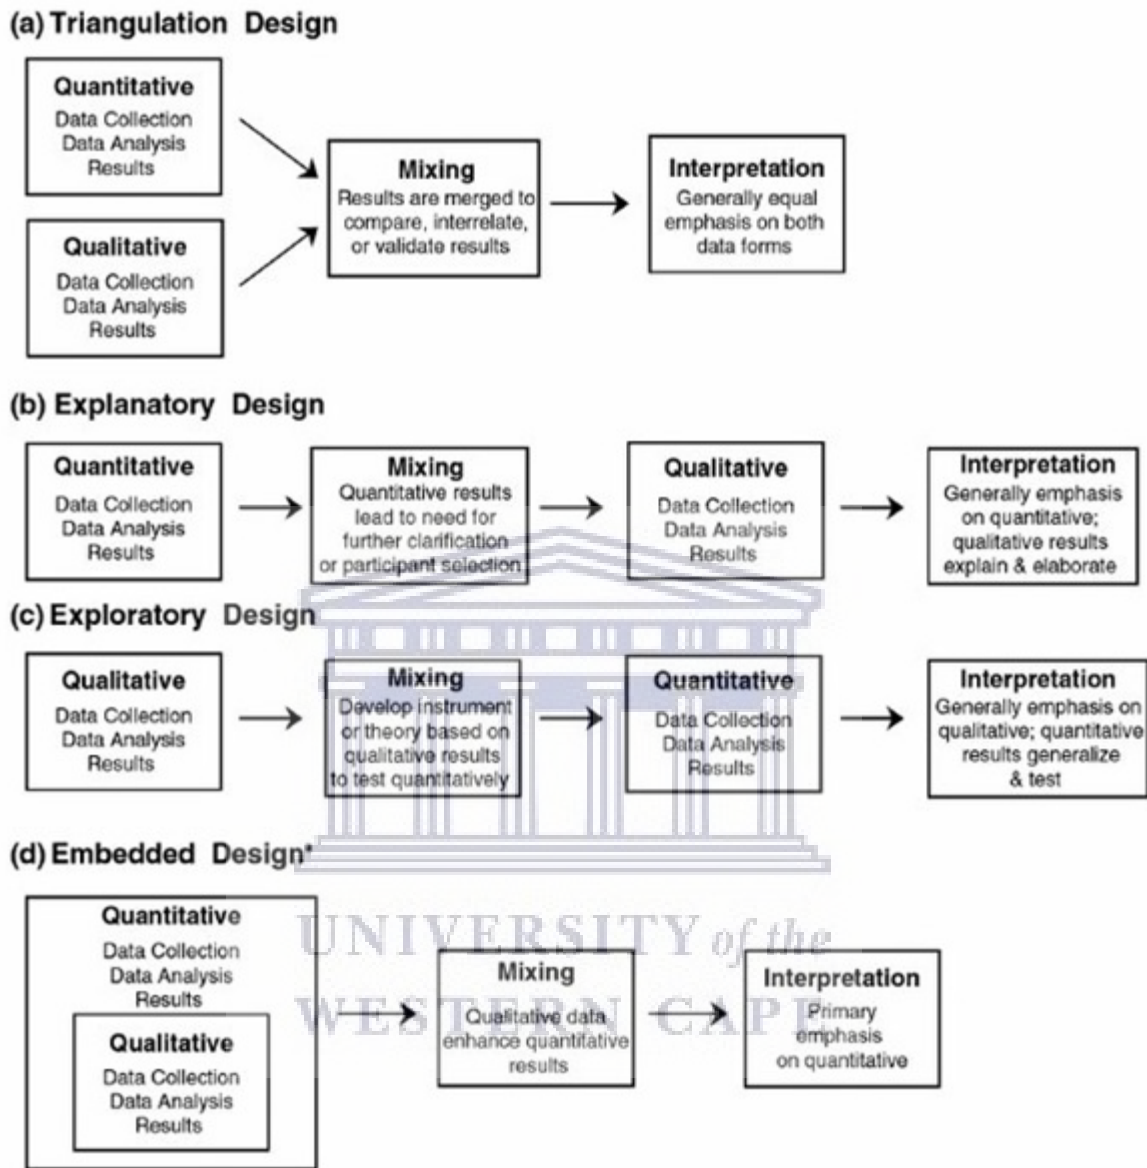 (a) Triangulation Design
Quantitative
Data Collection
Data Analysis
Results
Qualitative
Data Collection
Data Analysis
Results
Mixing
Results are merged to
compare, interrelate,
or validate results
Interpretation
Generally equal
emphasis on both
data forms
(b) Explanatory Design
Quantitative
Data Collection
Data Analysis
Results
Mixing
Quantitative results
lead to need for
further clarification
or participant selection
Qualitative
Data Collection
Data Analysis
Results
Interpretation
Generally emphasis
on quantitative;
qualitative results
explain & elaborate
(c) Exploratory Design
Qualitative
Data Collection
Data Analysis
Results
Mixing
Develop instrument
or theory based on
qualitative results
to test quantitatively
Quantitative
Data Collection
Data Analysis
Results
Interpretation
Generally emphasis on
qualitative; quantitative
results generalize
& test
(d) Embedded Design*
Quantitative
Data Collection
Data Analysis
Results
Qualitative
Data Collection
Data Analysis
Results
Mixing
Qualitative data
enhance quantitative
results
Interpretation
Primary
emphasis
on quantitative
UNIVERSITY of the
WESTERN CAPE